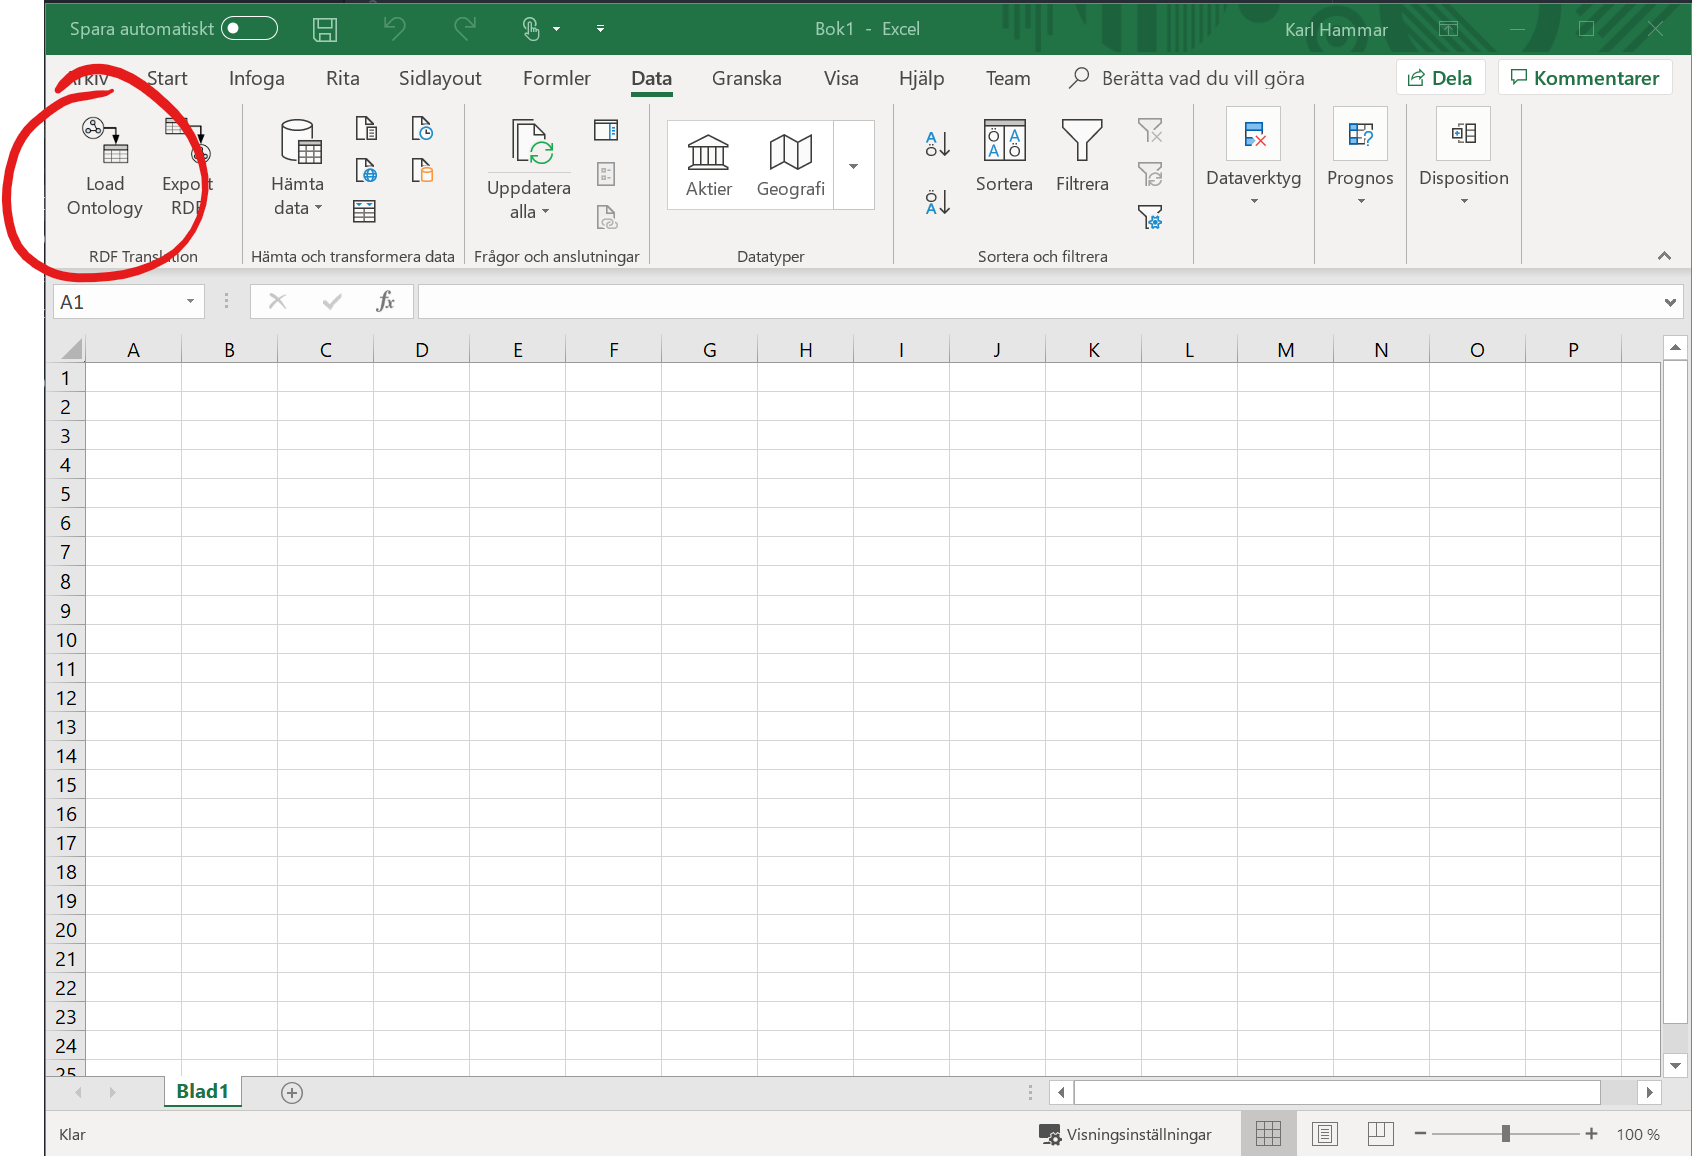 Spara automatiskt
Bok1 - Excel
Karl Hammar
Arkiv Start Infoga Rita Sidlayout Formler Data Granska Visa Hjälp Team Berätta vad du vill göra Dela Kommentarer
Load Ontology
Export RDF
RDF Translation
Hämta data
Hämta och transformera data
Uppdatera alla
Frågor och anslutningar
Aktier Geografi
Datatyper
Sortera Filtrera
Sortera och filtrera
Dataverktyg
Prognos
Disposition
A1
fx
A B C D E F G H I J K L M N O P
1
2
3
4
5
6
7
8
9
10
11
12
13
14
15
16
17
18
19
20
21
22
23
24
25
Blad1
Klar
Visningsinställningar
100 %